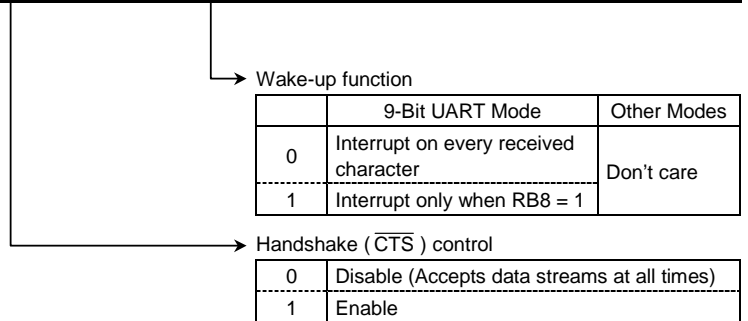 Wake-up function
9-Bit UART Mode Other Modes
0 Interrupt on every received
character
Don't care
1 Interrupt only when RB8 = 1
Handshake ( C̅T̅S̅ ) control
0 Disable (Accepts data streams at all times)
1 Enable